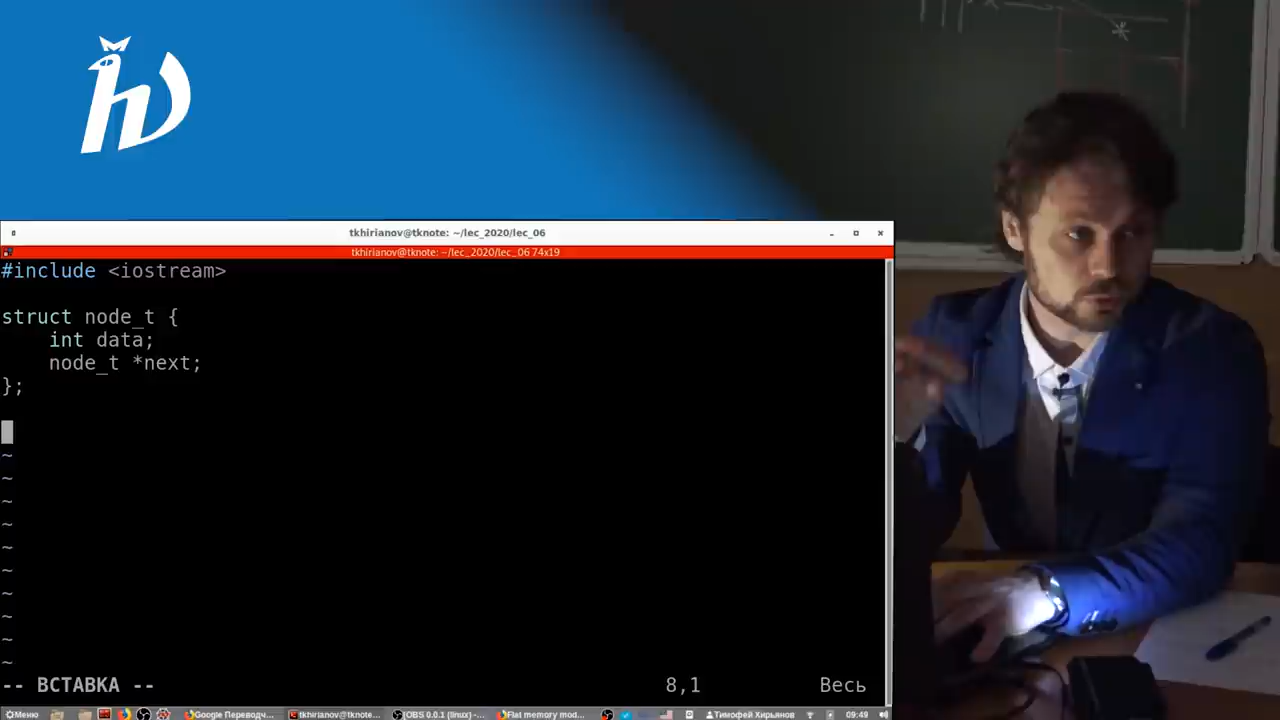 tkhirianov@tknote: ~/lec_2020/lec_06
tkhirianov@tknote: ~/lec_2020/lec_06 74x19
#include <iostream>
struct node_t {
int data;
node_t *next;
};
~
~
~
~
~
~
~
~
~
~
-- ВСТАВКА -- 8,1 Весь
Меню Google Переводч... tkhirianov@tknote... OBS 0.0.1 (linux) -... Flat memory mod... Тимофей Хирьянов 09:49